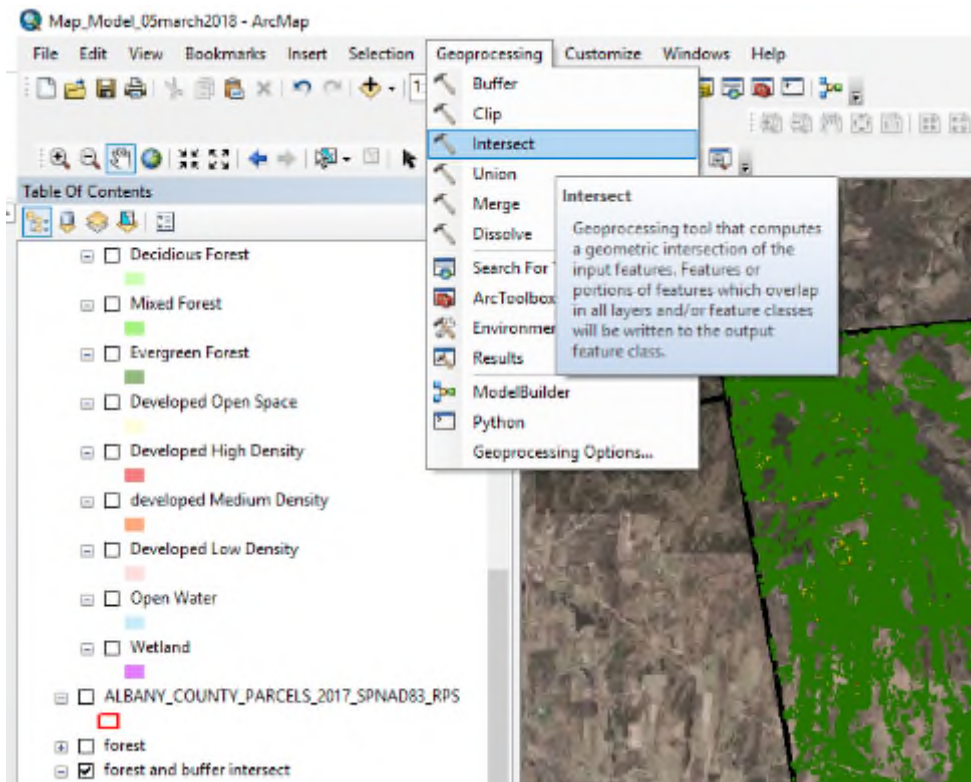 Map_Model_05march2018 - ArcMap
File Edit View Bookmarks Insert Selection Geoprocessing Customize Windows Help
Buffer
Clip
Intersect
Union
Merge
Dissolve
Search For
ArcToolbox
Environme
Results
ModelBuilder
Python
Geoprocessing Options...
Intersect
Geoprocessing tool that computes
a geometric intersection of the
input features. Features or
portions of features which overlap
in all layers and/or feature classes
will be written to the output
feature class.
Table Of Contents
Decidious Forest
Mixed Forest
Evergreen Forest
Developed Open Space
Developed High Density
developed Medium Density
Developed Low Density
Open Water
Wetland
ALBANY_COUNTY_PARCELS_2017_SPNAD83_RPS
forest
forest and buffer intersect